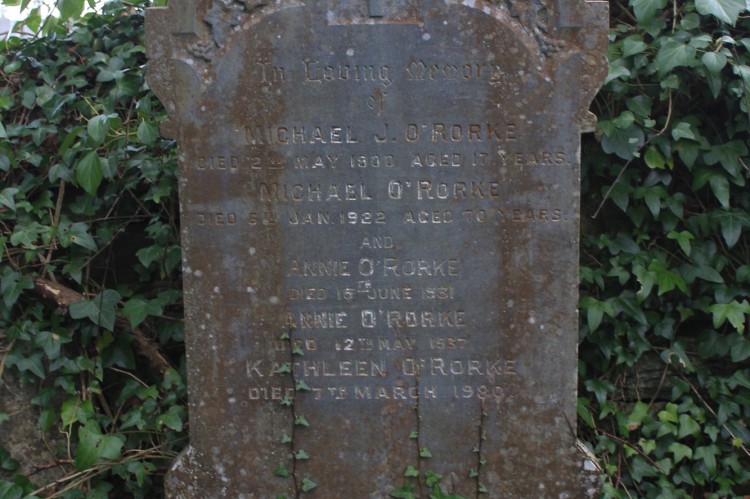 In Loving Memory
of
MICHAEL J. O'RORKE
DIED 2ND MAY 1900 AGED 17 YEARS.
MICHAEL O'RORKE
DIED 5TH JAN. 1922 AGED 70 YEARS.
AND
ANNIE O'RORKE
DIED 15TH JUNE 1931
ANNIE O'RORKE
DIED 12TH MAY 1937
KATHLEEN O'RORKE
DIED 7TH MARCH 1980